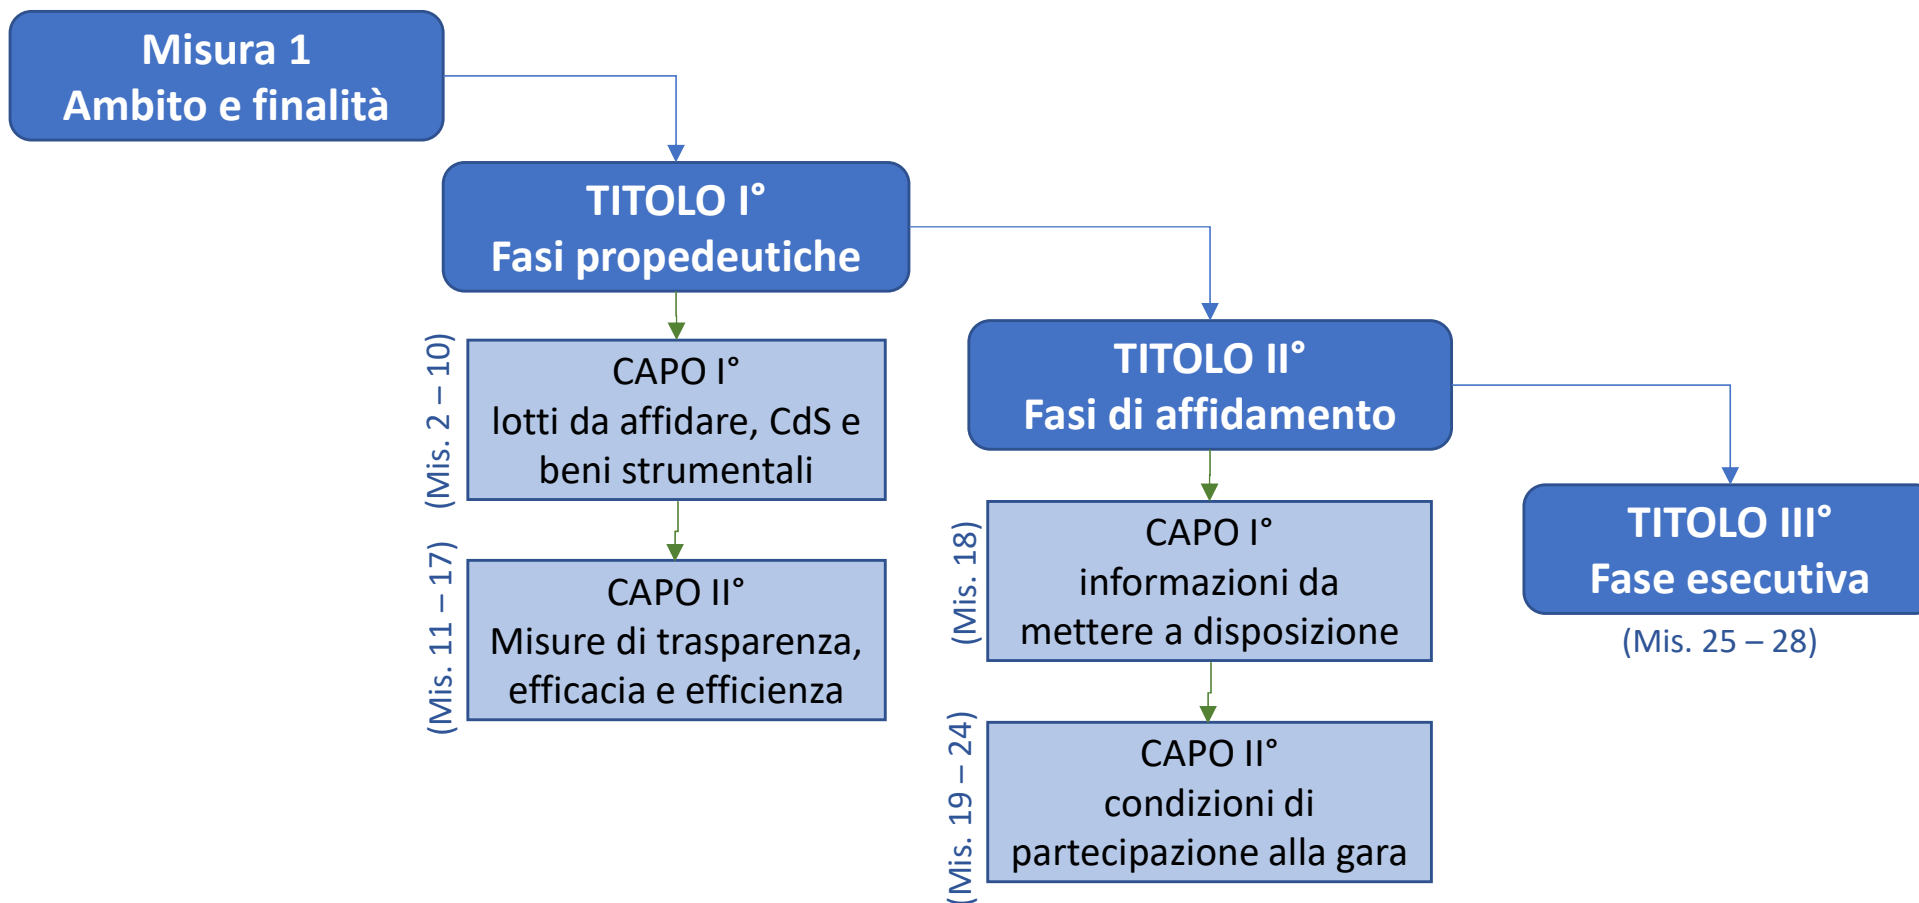 Misura 1
Ambito e finalità
TITOLO I°
Fasi propedeutiche
(Mis. 2 – 10)
CAPO I°
lotti da affidare, CdS e
beni strumentali
(Mis. 11 – 17)
CAPO II°
Misure di trasparenza,
efficacia e efficienza
TITOLO II°
Fasi di affidamento
(Mis. 18)
CAPO I°
informazioni da
mettere a disposizione
(Mis. 19 – 24)
CAPO II°
condizioni di
partecipazione alla gara
TITOLO III°
Fase esecutiva
(Mis. 25 – 28)